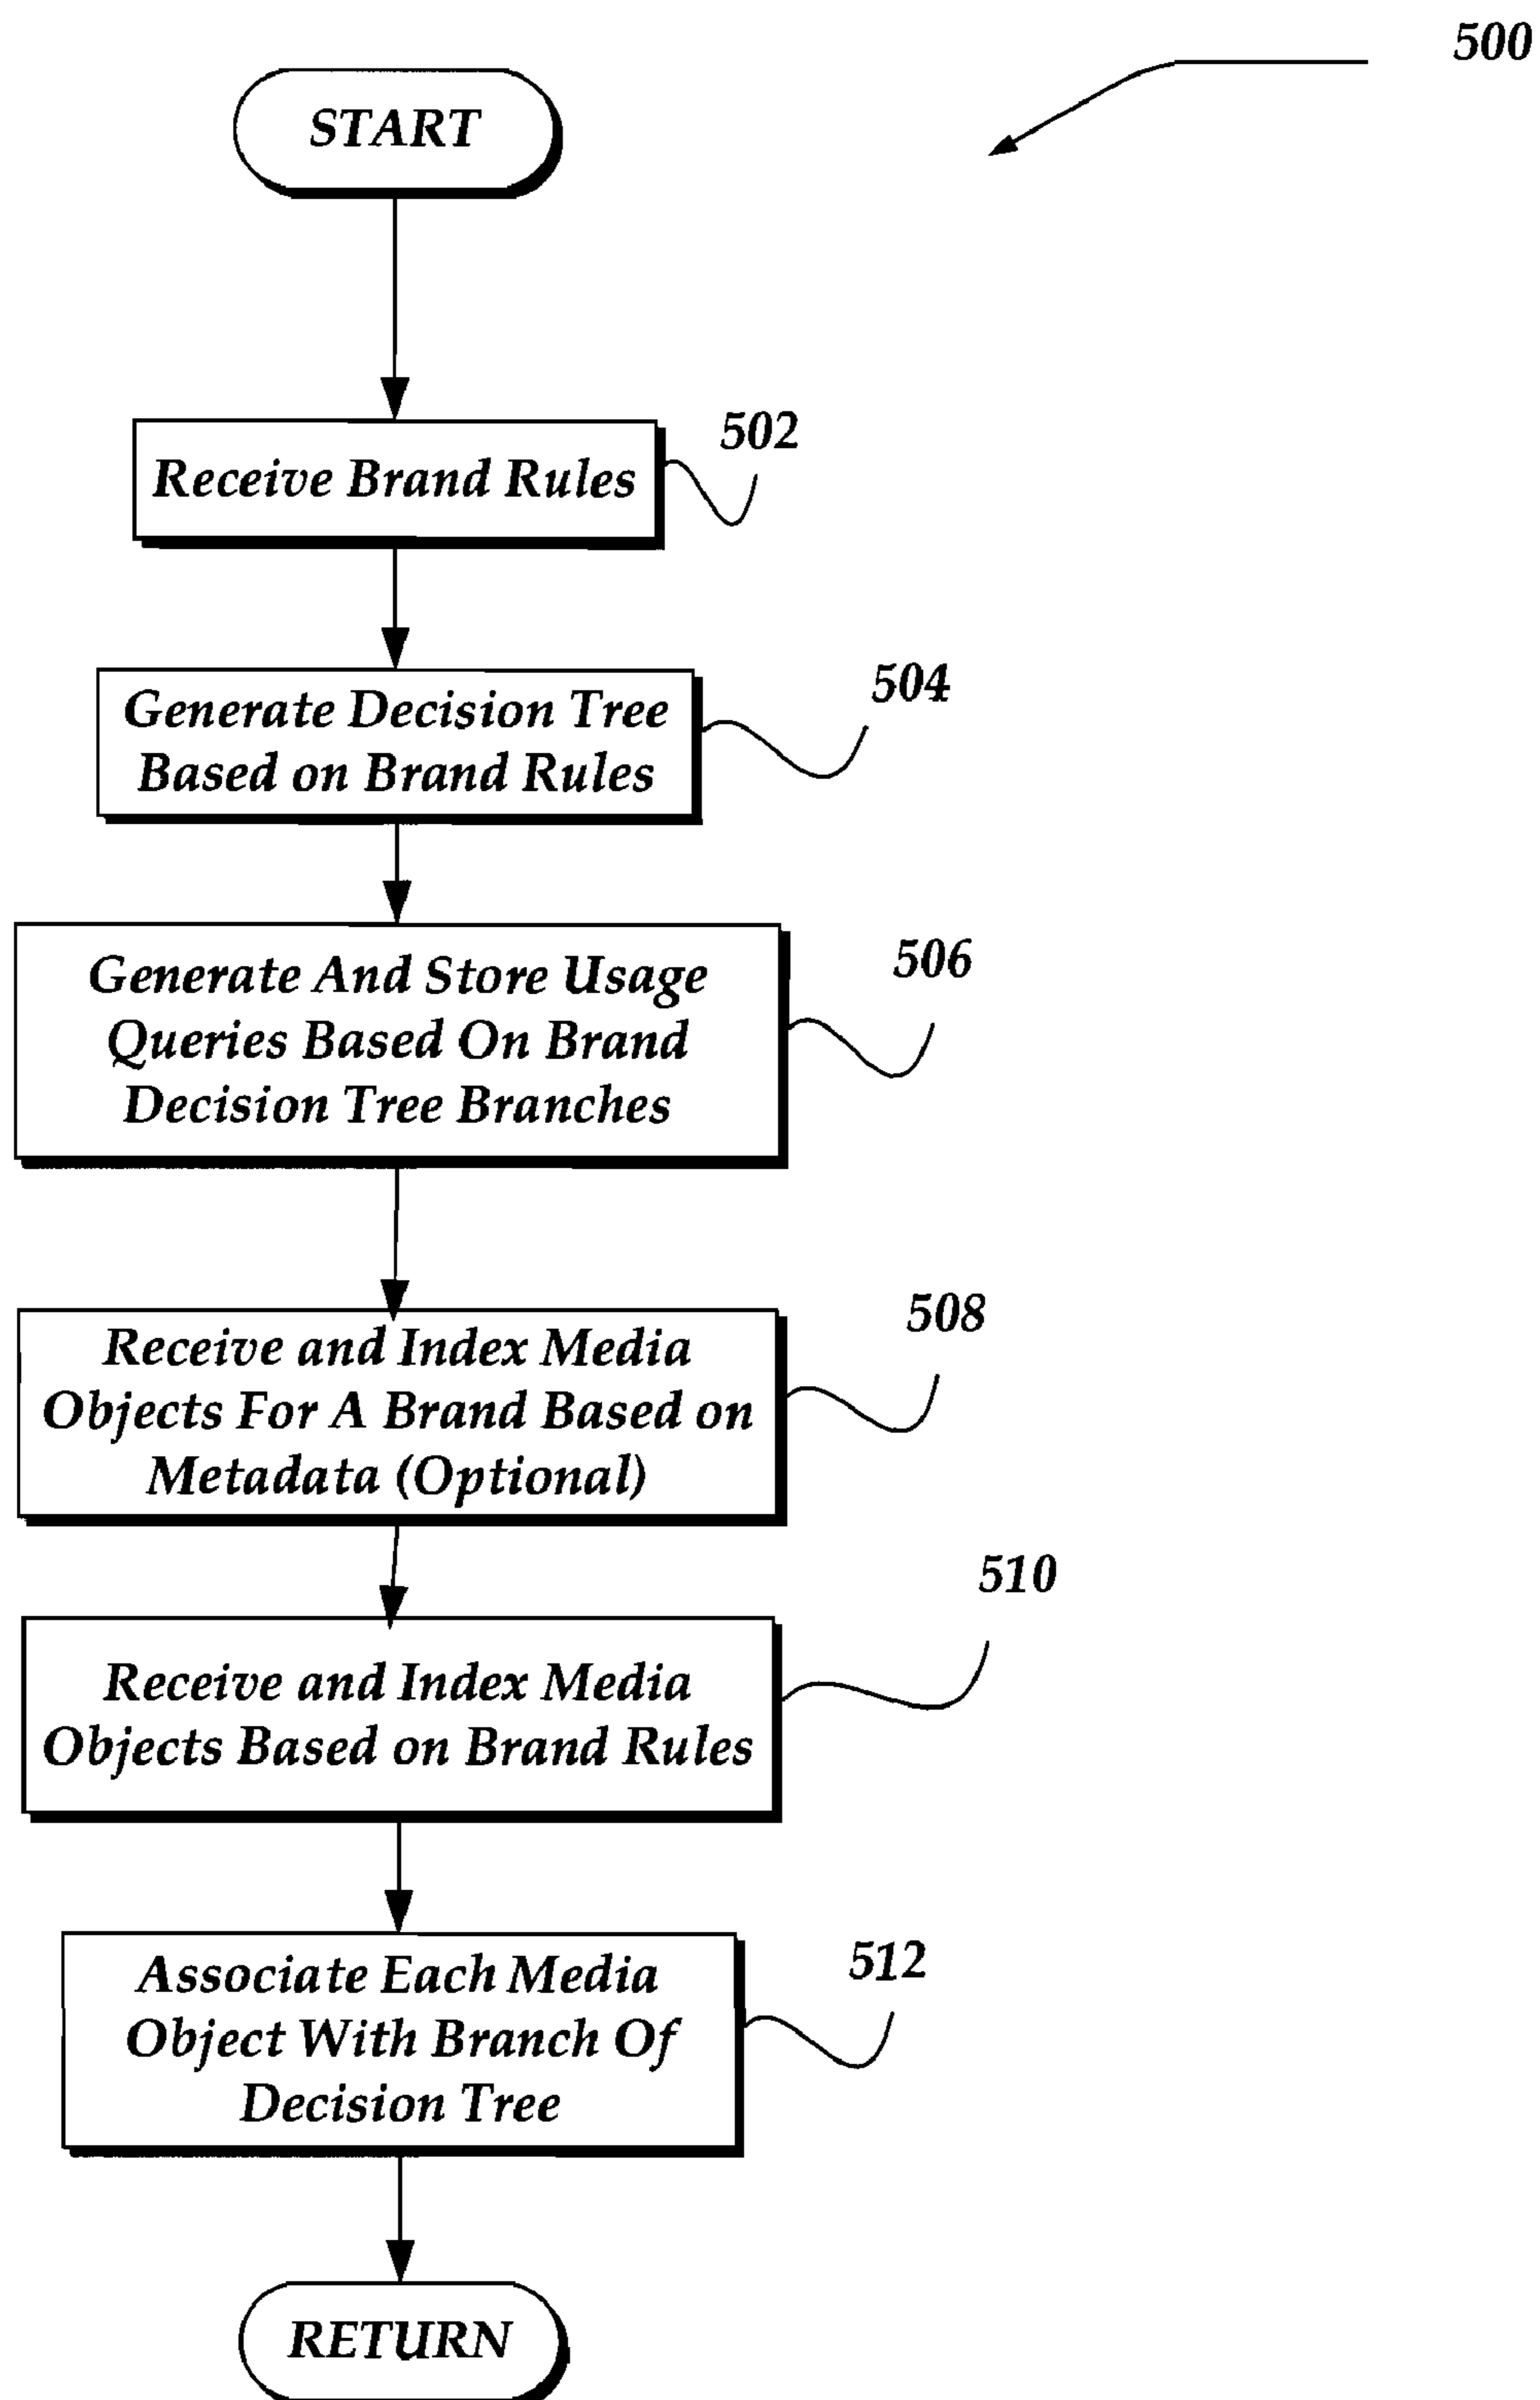 500
START
502
Receive Brand Rules
504
Generate Decision Tree
Based on Brand Rules
506
Generate And Store Usage
Queries Based On Brand
Decision Tree Branches
508
Receive and Index Media
Objects For A Brand Based on
Metadata (Optional)
510
Receive and Index Media
Objects Based on Brand Rules
512
Associate Each Media
Object With Branch Of
Decision Tree
RETURN